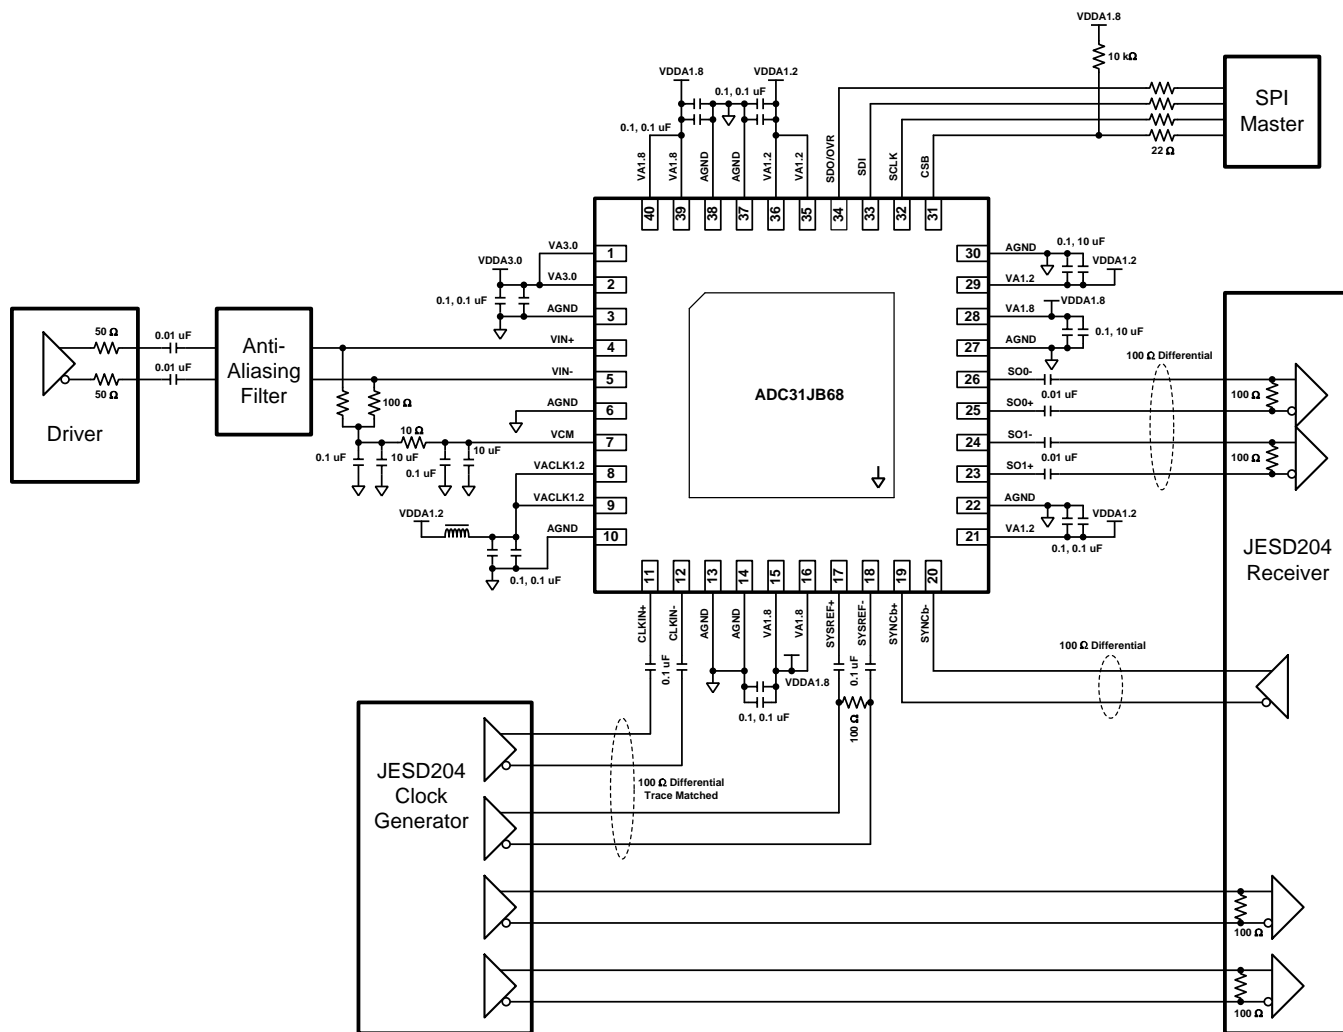 VDDA1.8
10 kΩ
SPI
Master
22 Ω
VDDA1.8
VDDA1.2
0.1, 0.1 uF
0.1, 0.1 uF
VA1.8
VA1.8
AGND
AGND
VA1.2
VA1.2
SDO/OVR
SDI
SCLK
CSB
40
39
38
37
36
35
34
33
32
31
VDDA3.0
VA3.0
1
VA3.0
2
0.1, 0.1 uF
AGND
3
VIN+
4
VIN-
5
AGND
6
VCM
7
VACLK1.2
8
VACLK1.2
9
AGND
10
50 Ω
0.01 uF
0.01 uF
50 Ω
Driver
Anti-
Aliasing
Filter
100 Ω
10 Ω
0.1 uF
10 uF
0.1 uF
10 uF
VDDA1.2
0.1, 0.1 uF
ADC31JB68
30
AGND
0.1, 10 uF
VDDA1.2
29
VA1.2
VDDA1.8
28
VA1.8
0.1, 10 uF
27
AGND
100 Ω Differential
26
SO0-
0.01 uF
100 Ω
25
SO0+
24
SO1-
0.01 uF
100 Ω
23
SO1+
22
AGND
VDDA1.2
21
VA1.2
0.1, 0.1 uF
JESD204
Receiver
11
12
13
14
15
16
17
18
19
20
CLKIN+
CLKIN-
AGND
AGND
VA1.8
VA1.8
SYSREF+
SYSREF-
SYNCb+
SYNCb-
0.1 uF
VDDA1.8
0.1 uF
0.1, 0.1 uF
100 Ω
100 Ω Differential
JESD204
Clock
Generator
100 Ω Differential
Trace Matched
100 Ω
100 Ω